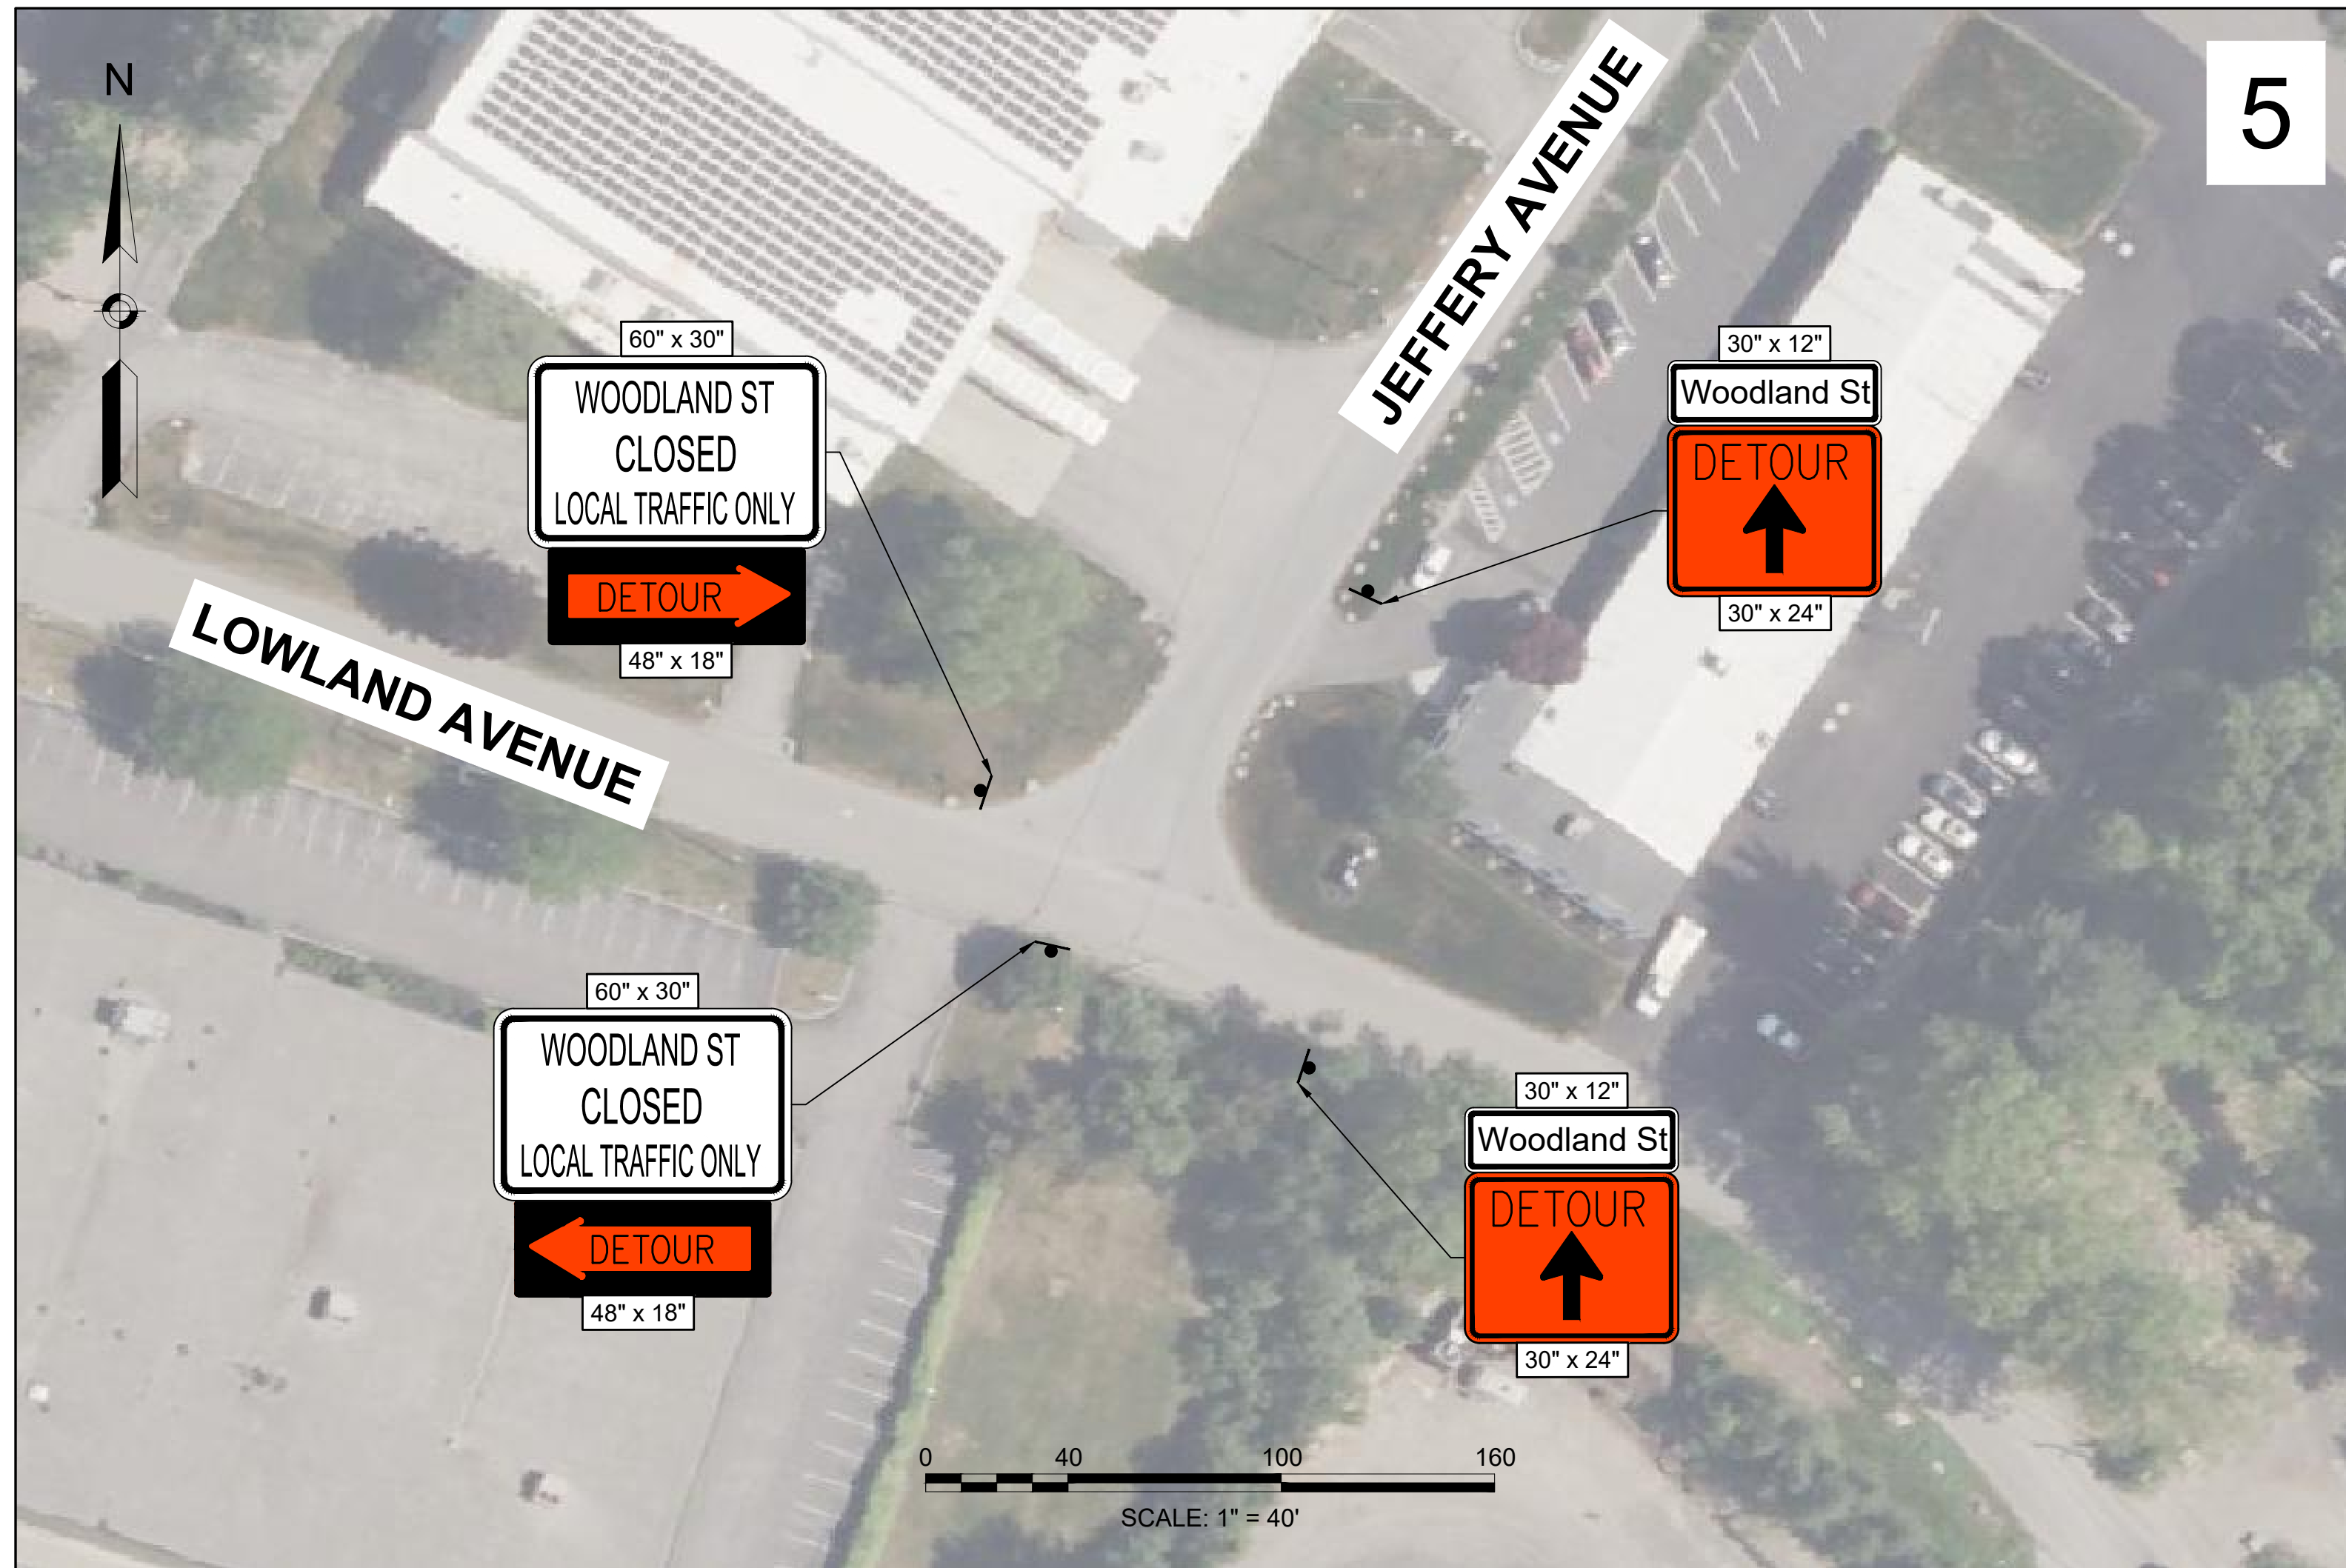 N
5
JEFFERY AVENUE
60" x 30"
WOODLAND ST
CLOSED
LOCAL TRAFFIC ONLY
DETOUR
48" x 18"
30" x 12"
Woodland St
DETOUR
30" x 24"
LOWLAND AVENUE
60" x 30"
WOODLAND ST
CLOSED
LOCAL TRAFFIC ONLY
DETOUR
48" x 18"
30" x 12"
Woodland St
DETOUR
30" x 24"
0 40 100 160
SCALE: 1" = 40'